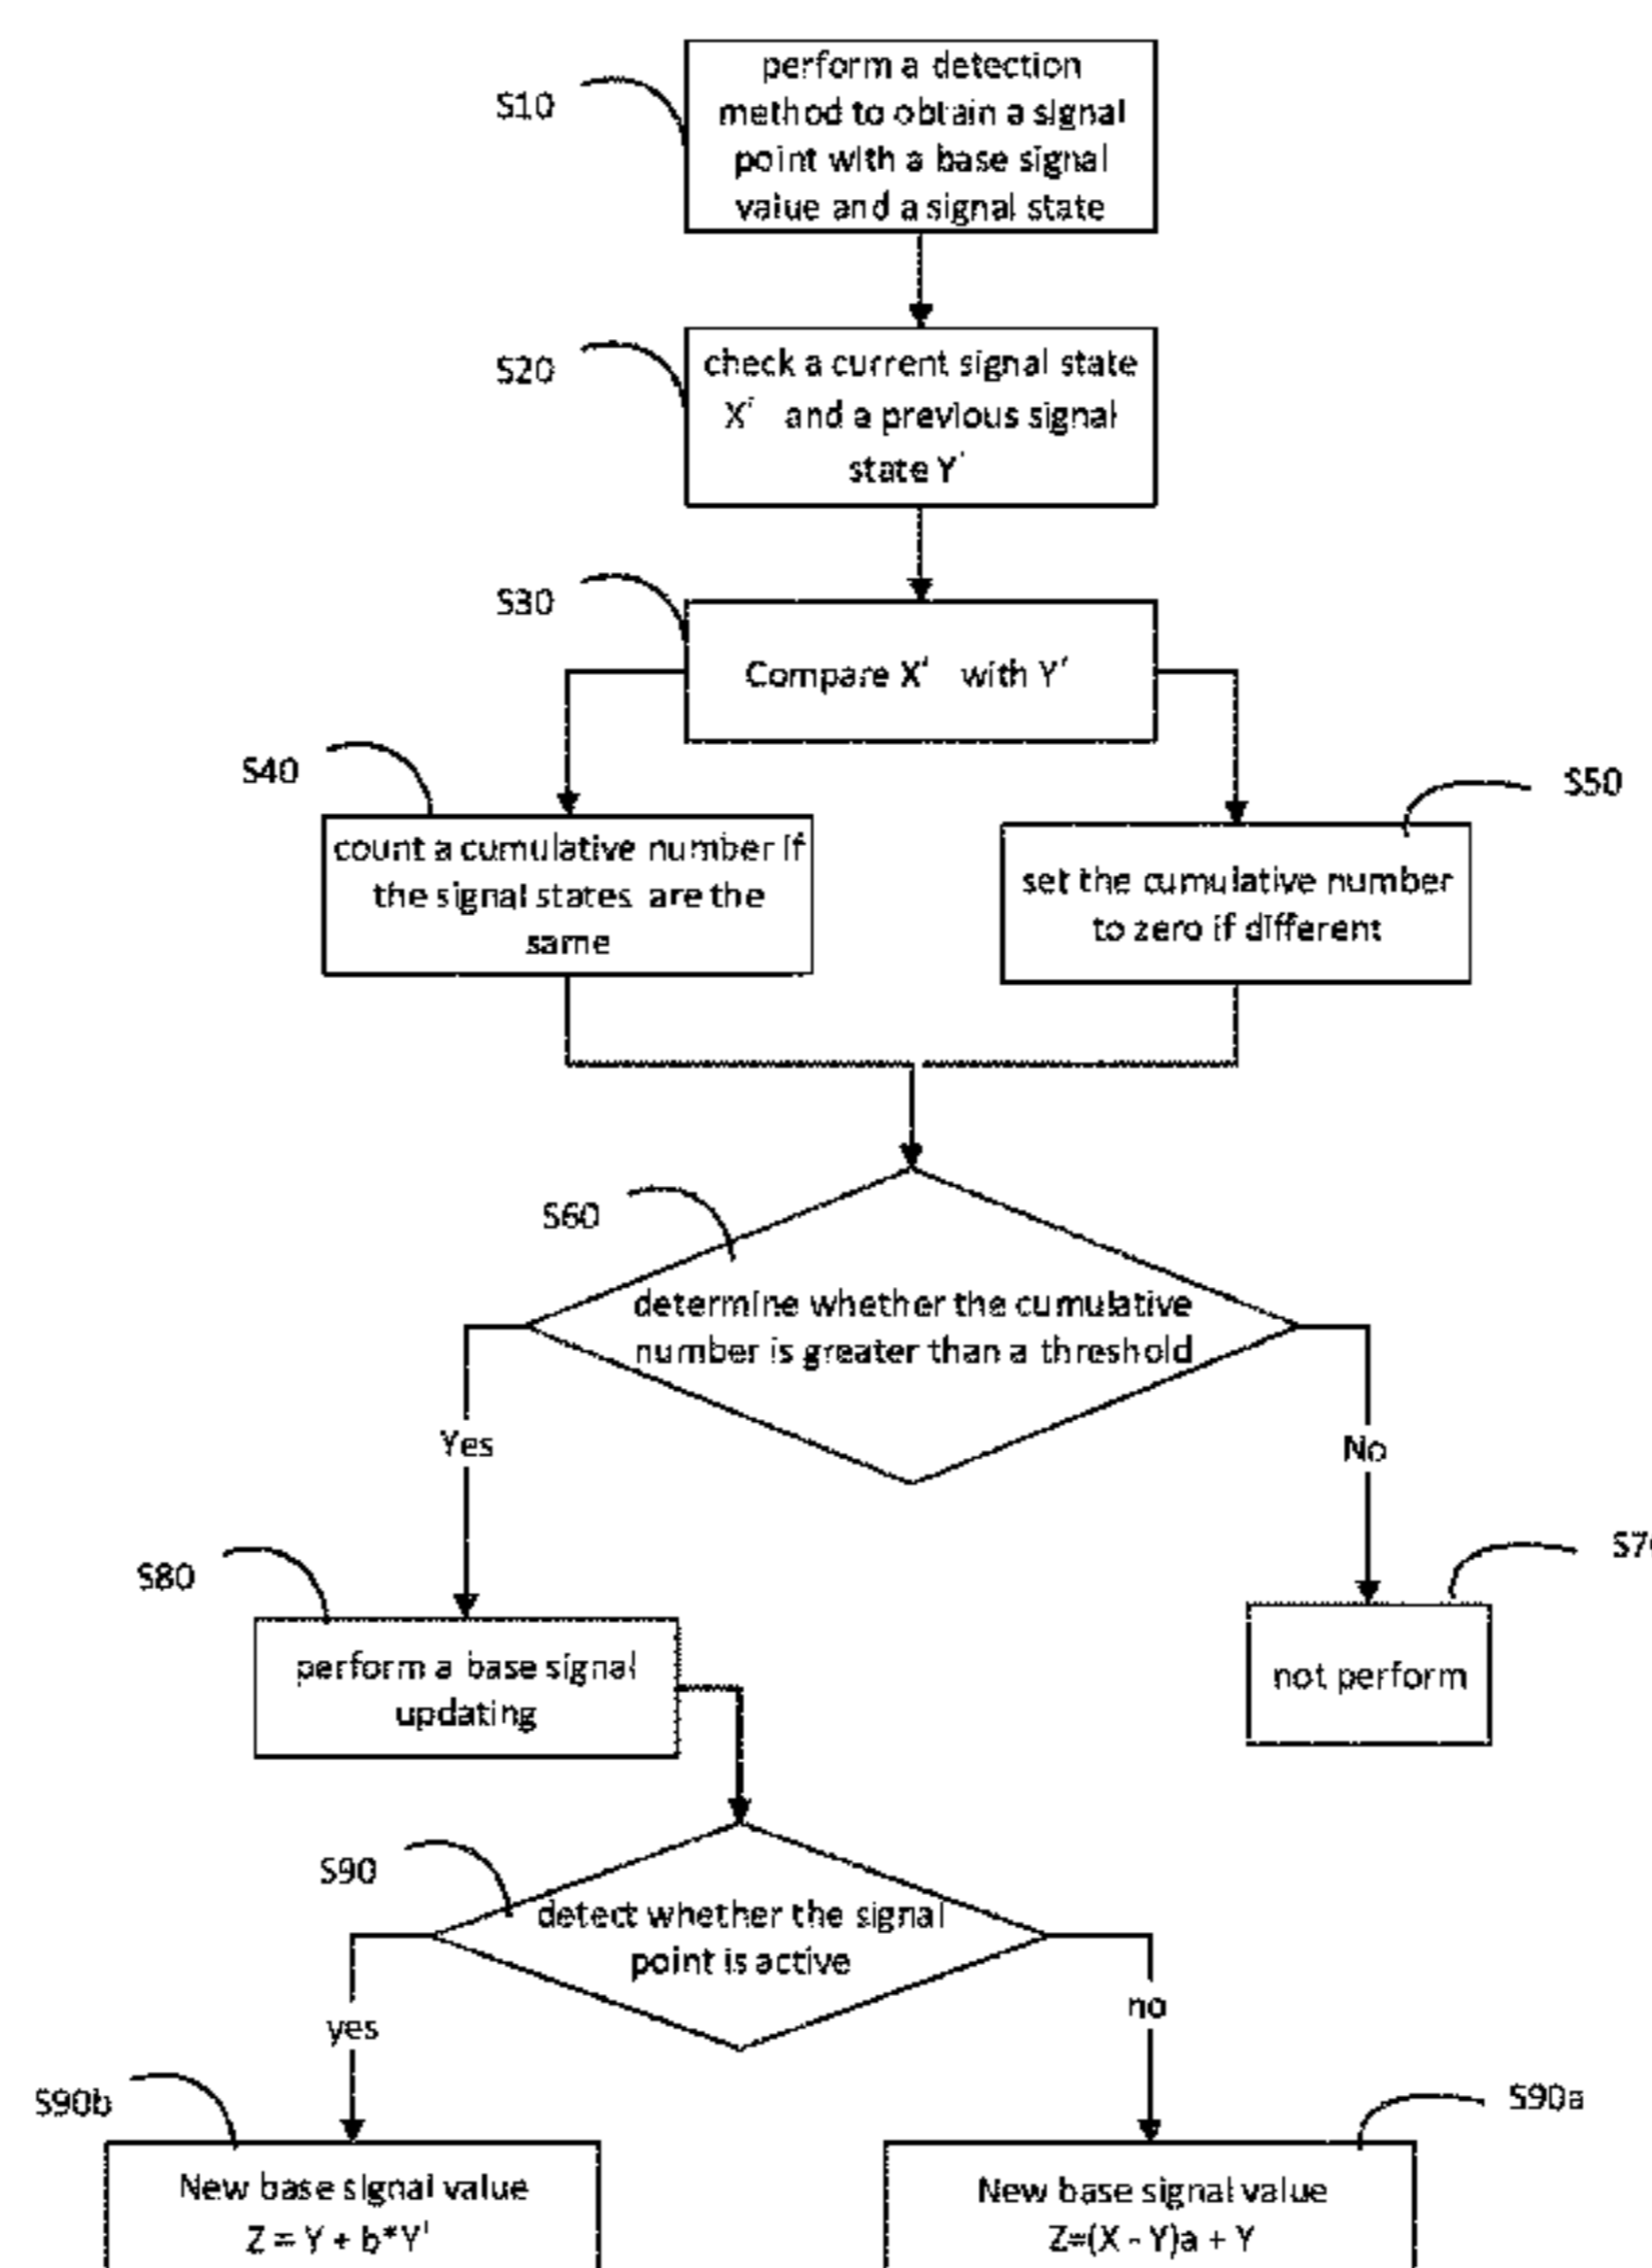 S10
perform a detection
method to obtain a signal
point with a base signal
value and a signal state
S20
check a current signal state
X' and a previous signal
state Y'
S30
Compare X' with Y'
S40
count a cumulative number if
the signal states are the
same
S50
set the cumulative number
to zero if different
S60
determine whether the cumulative
number is greater than a threshold
Yes
No
S80
perform a base signal
updating
not perform
S90
detect whether the signal
point is active
yes
no
S90b
New base signal value
Z = Y + b*Y'
S90a
New base signal value
Z=(X - Y)a + Y